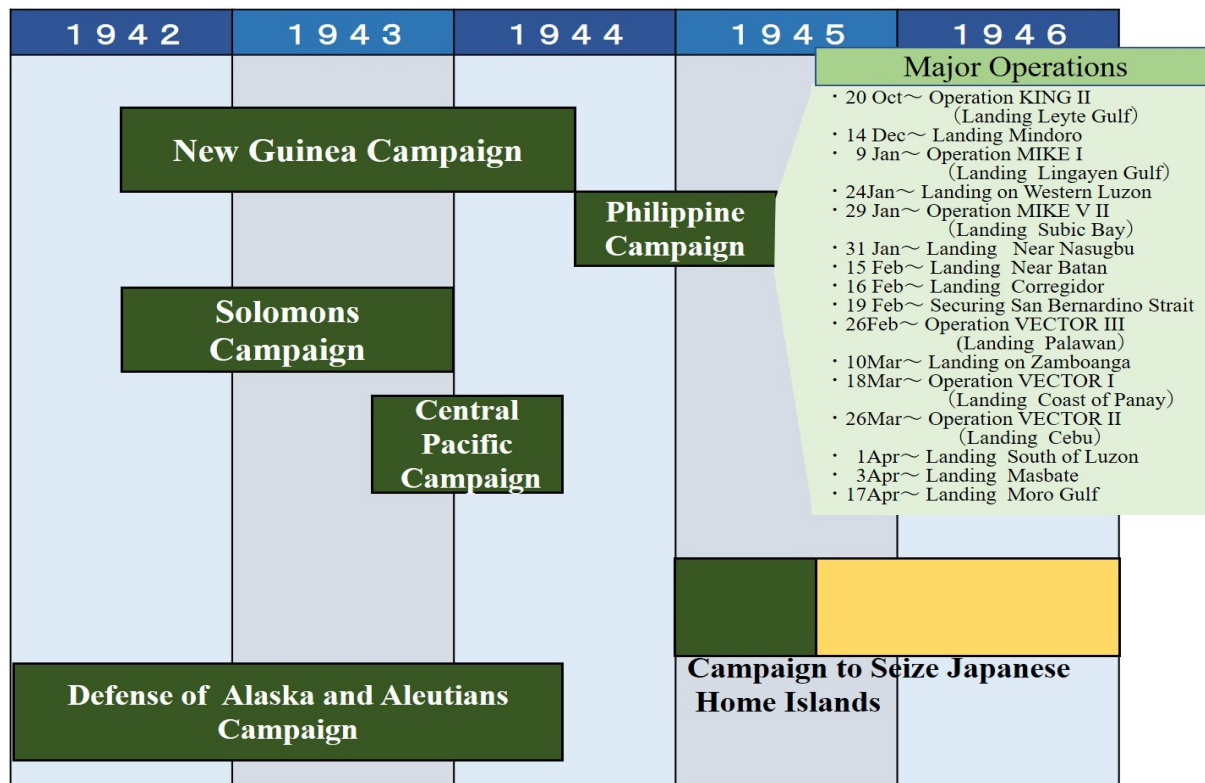 1942 1943 1944 1945 1946
Major Operations
・20 Oct～ Operation KING II
(Landing Leyte Gulf)
・14 Dec～ Landing Mindoro
・ 9 Jan～ Operation MIKE I
(Landing Lingayen Gulf)
・24Jan～ Landing on Western Luzon
・29 Jan～ Operation MIKE V II
(Landing Subic Bay)
・31 Jan～ Landing Near Nasugbu
・15 Feb～ Landing Near Batan
・16 Feb～ Landing Corregidor
・19 Feb～ Securing San Bernardino Strait
・26Feb～ Operation VECTOR III
(Landing Palawan)
・10Mar～ Landing on Zamboanga
・18Mar～ Operation VECTOR I
(Landing Coast of Panay)
・26Mar～ Operation VECTOR II
(Landing Cebu)
・ 1Apr～ Landing South of Luzon
・ 3Apr～ Landing Masbate
・17Apr～ Landing Moro Gulf
New Guinea Campaign
Philippine
Campaign
Solomons
Campaign
Central
Pacific
Campaign
Campaign to Seize Japanese
Home Islands
Defense of Alaska and Aleutians
Campaign